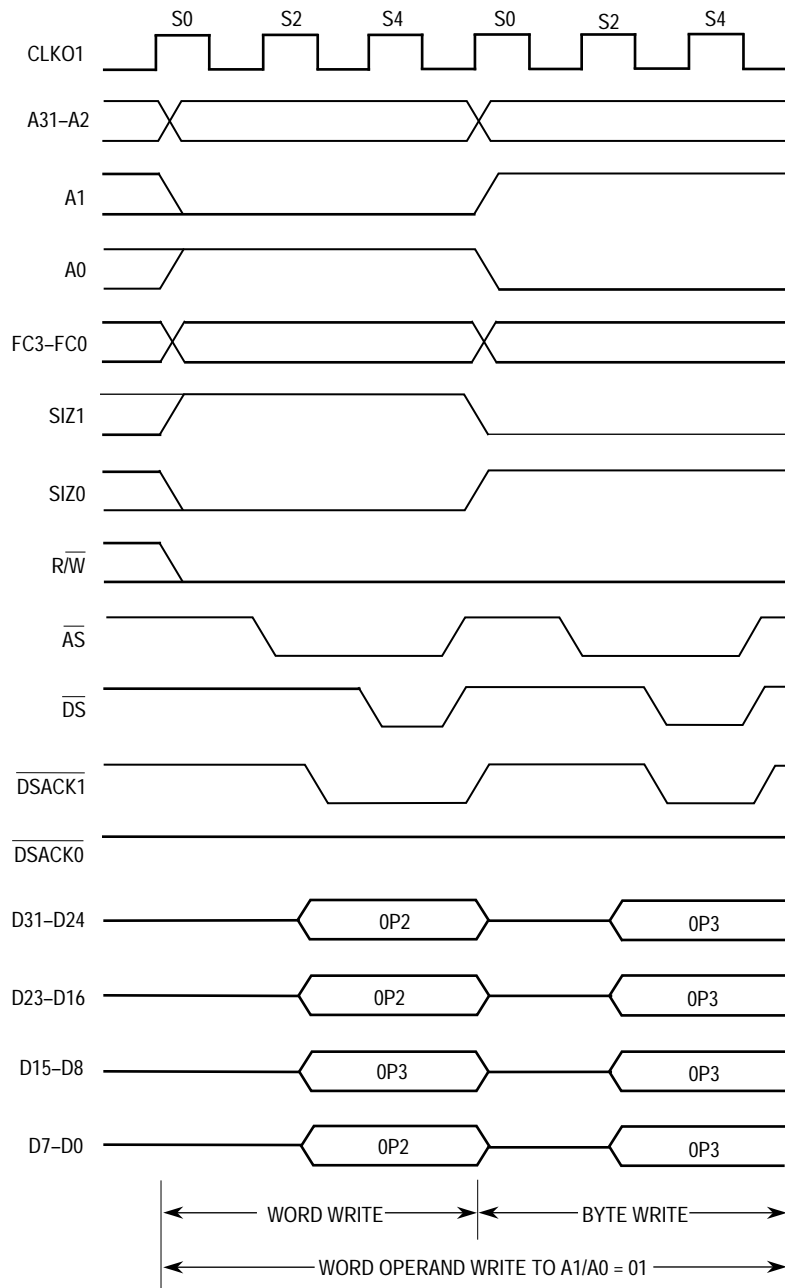 S0 S2 S4 S0 S2 S4
CLKO1
A31–A2
A1
A0
FC3–FC0
SIZ1
SIZ0
R/W
AS
DS
DSACK1
DSACK0
D31–D24 0P2 0P3
D23–D16 0P2 0P3
D15–D8 0P3 0P3
D7–D0 0P2 0P3
WORD WRITE BYTE WRITE
WORD OPERAND WRITE TO A1/A0 = 01